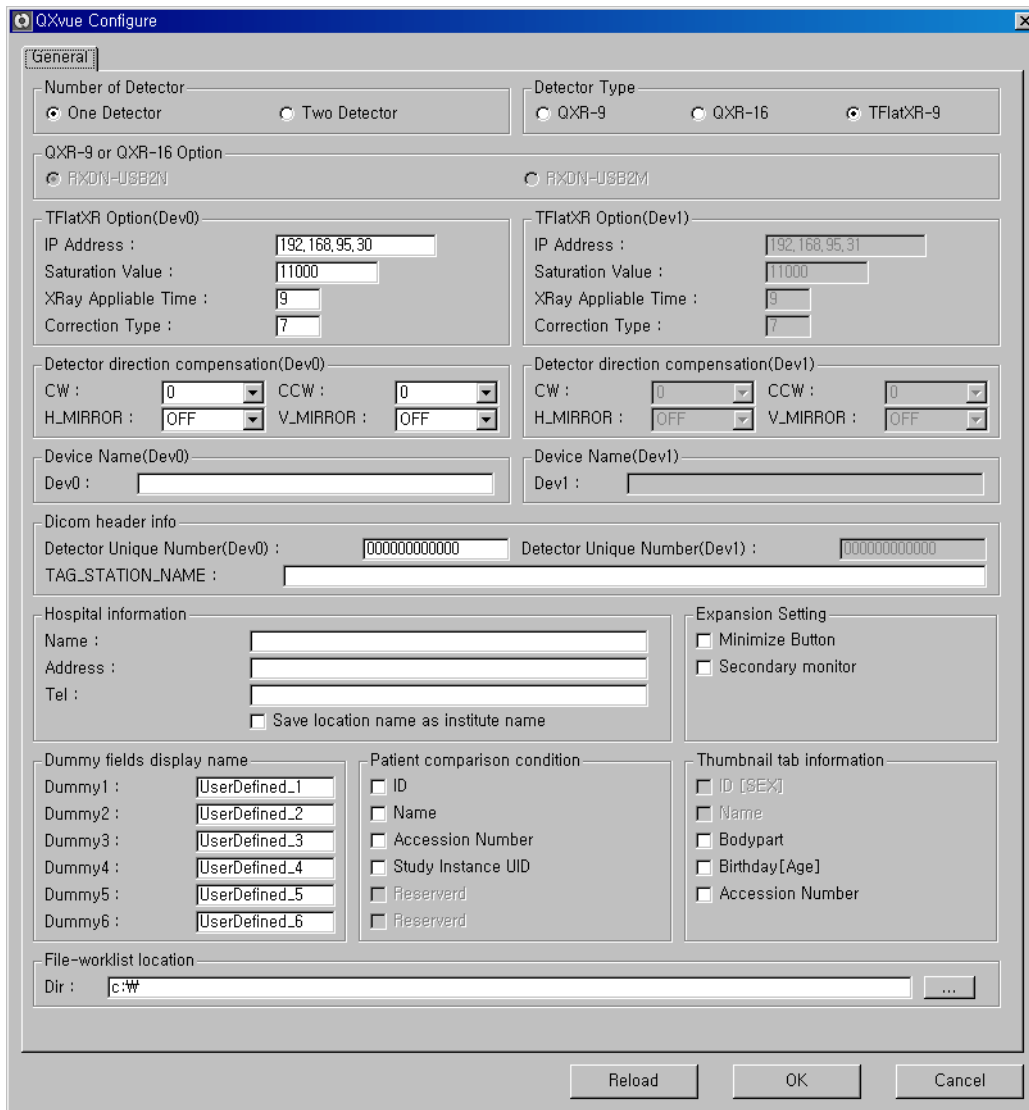 QXvue Configure
General
Number of Detector
One Detector Two Detector
Detector Type
QXR-9 QXR-16 TFlatXR-9
QXR-9 or QXR-16 Option
RXDN-USB2N RXDN-USB2M
TFlatXR Option(Dev0)
IP Address : 192,168,95,30
Saturation Value : 11000
XRay Appliable Time : 9
Correction Type : 7
TFlatXR Option(Dev1)
IP Address : 192,168,95,31
Saturation Value : 11000
XRay Appliable Time : 9
Correction Type : 7
Detector direction compensation(Dev0)
CW : 0 CCW : 0
H_MIRROR : OFF V_MIRROR : OFF
Detector direction compensation(Dev1)
CW : 0 CCW : 0
H_MIRROR : OFF V_MIRROR : OFF
Device Name(Dev0)
Dev0 :
Device Name(Dev1)
Dev1 :
Dicom header info
Detector Unique Number(Dev0) : 000000000000 Detector Unique Number(Dev1) : 000000000000
TAG_STATION_NAME :
Hospital information
Name :
Address :
Tel :
Save location name as institute name
Expansion Setting
Minimize Button
Secondary monitor
Dummy fields display name
Dummy1 : UserDefined_1
Dummy2 : UserDefined_2
Dummy3 : UserDefined_3
Dummy4 : UserDefined_4
Dummy5 : UserDefined_5
Dummy6 : UserDefined_6
Patient comparison condition
ID
Name
Accession Number
Study Instance UID
Reserverd
Reserverd
Thumbnail tab information
ID [SEX]
Name
Bodypart
Birthday[Age]
Accession Number
File-worklist location
Dir : c:₩ ...
Reload OK Cancel